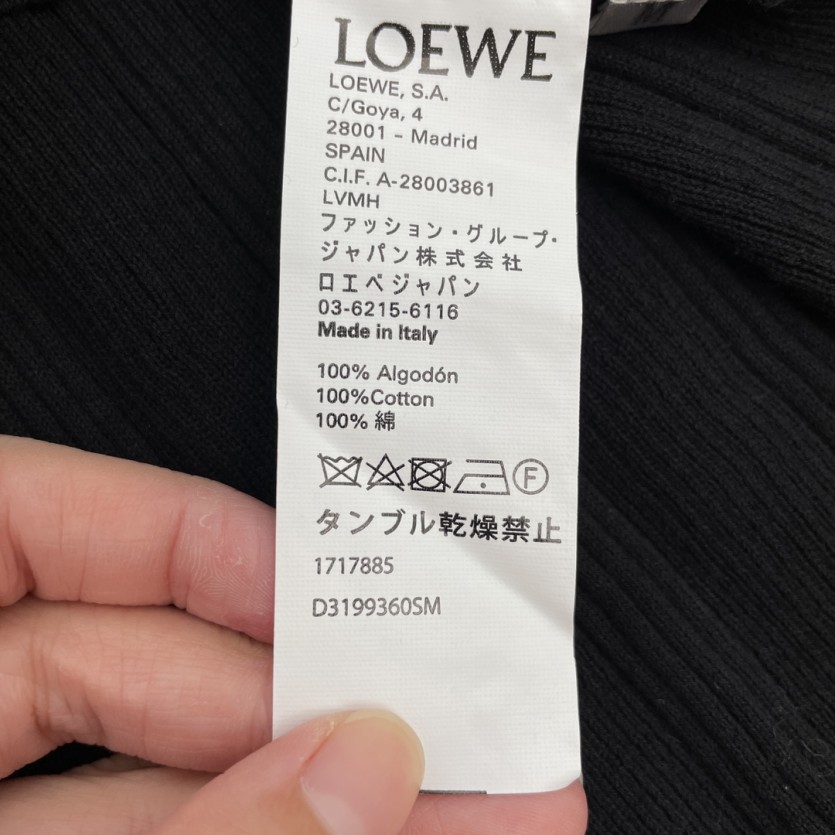 LOEWE
LOEWE, S.A.
C/Goya, 4
28001 - Madrid
SPAIN
C.I.F. A-28003861
LVMH
ファッション・グループ・
ジャパン株式会社
ロエベジャパン
03-6215-6116
Made in Italy
100% Algodón
100%Cotton
100% 綿
F
タンブル乾燥禁止
1717885
D3199360SM